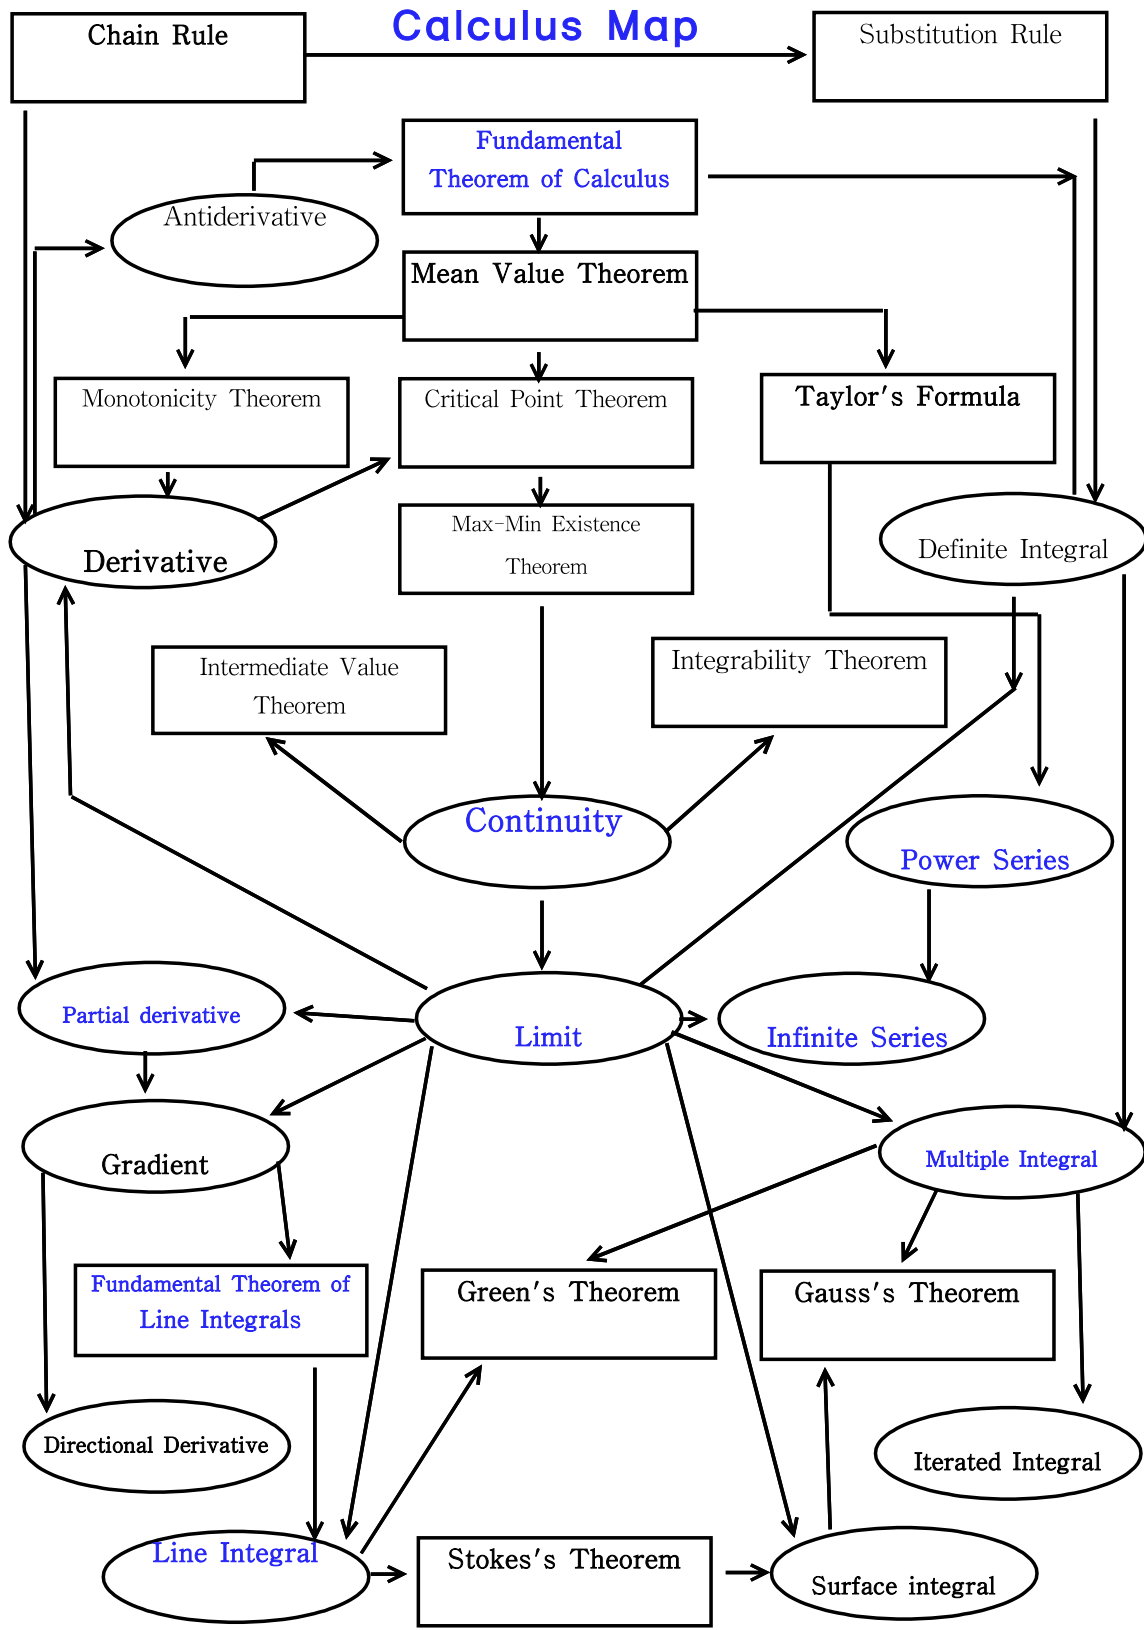 Calculus Map
Chain Rule
Substitution Rule
Fundamental
Theorem of Calculus
Antiderivative
Mean Value Theorem
Monotonicity Theorem
Critical Point Theorem
Taylor's Formula
Max-Min Existence
Theorem
Derivative
Definite Integral
Intermediate Value
Theorem
Integrability Theorem
Continuity
Power Series
Partial derivative
Limit
Infinite Series
Gradient
Multiple Integral
Fundamental Theorem of
Line Integrals
Green's Theorem
Gauss's Theorem
Directional Derivative
Iterated Integral
Line Integral
Stokes's Theorem
Surface integral